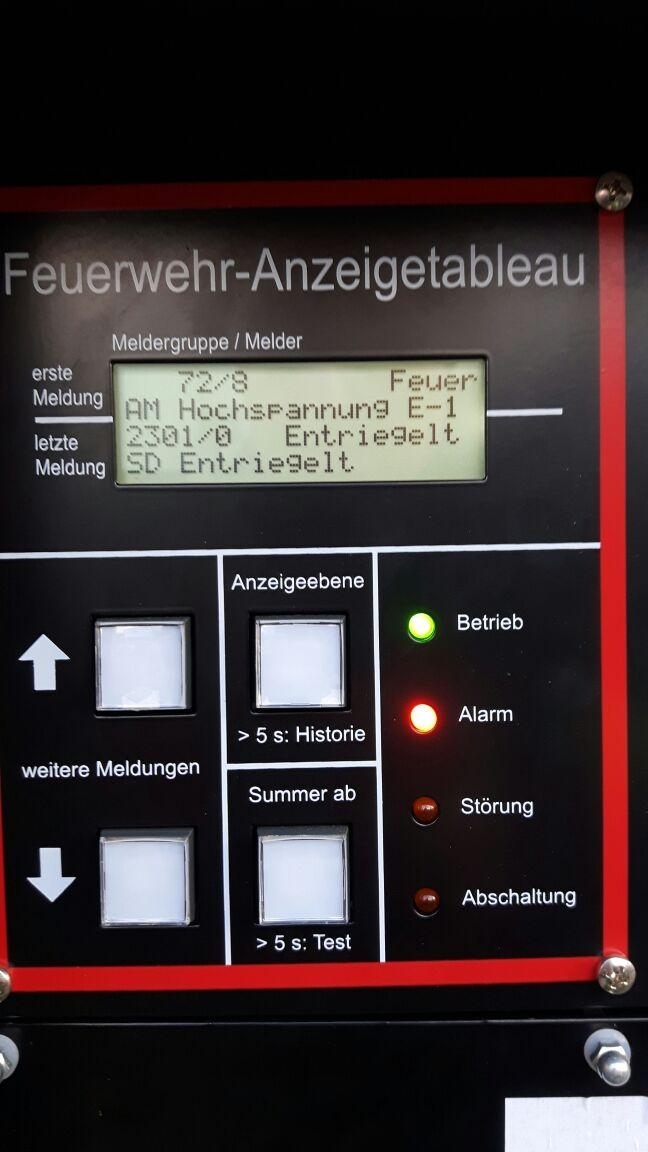 Feuerwehr-Anzeigetableau
Meldergruppe / Melder
erste
Meldung
72/8 Feuer
AM Hochspannung E-1
letzte
Meldung
2301/0 Entriegelt
SD Entriegelt
Anzeigeebene
> 5 s: Historie
weitere Meldungen
Summer ab
> 5 s: Test
Betrieb
Alarm
Störung
Abschaltung